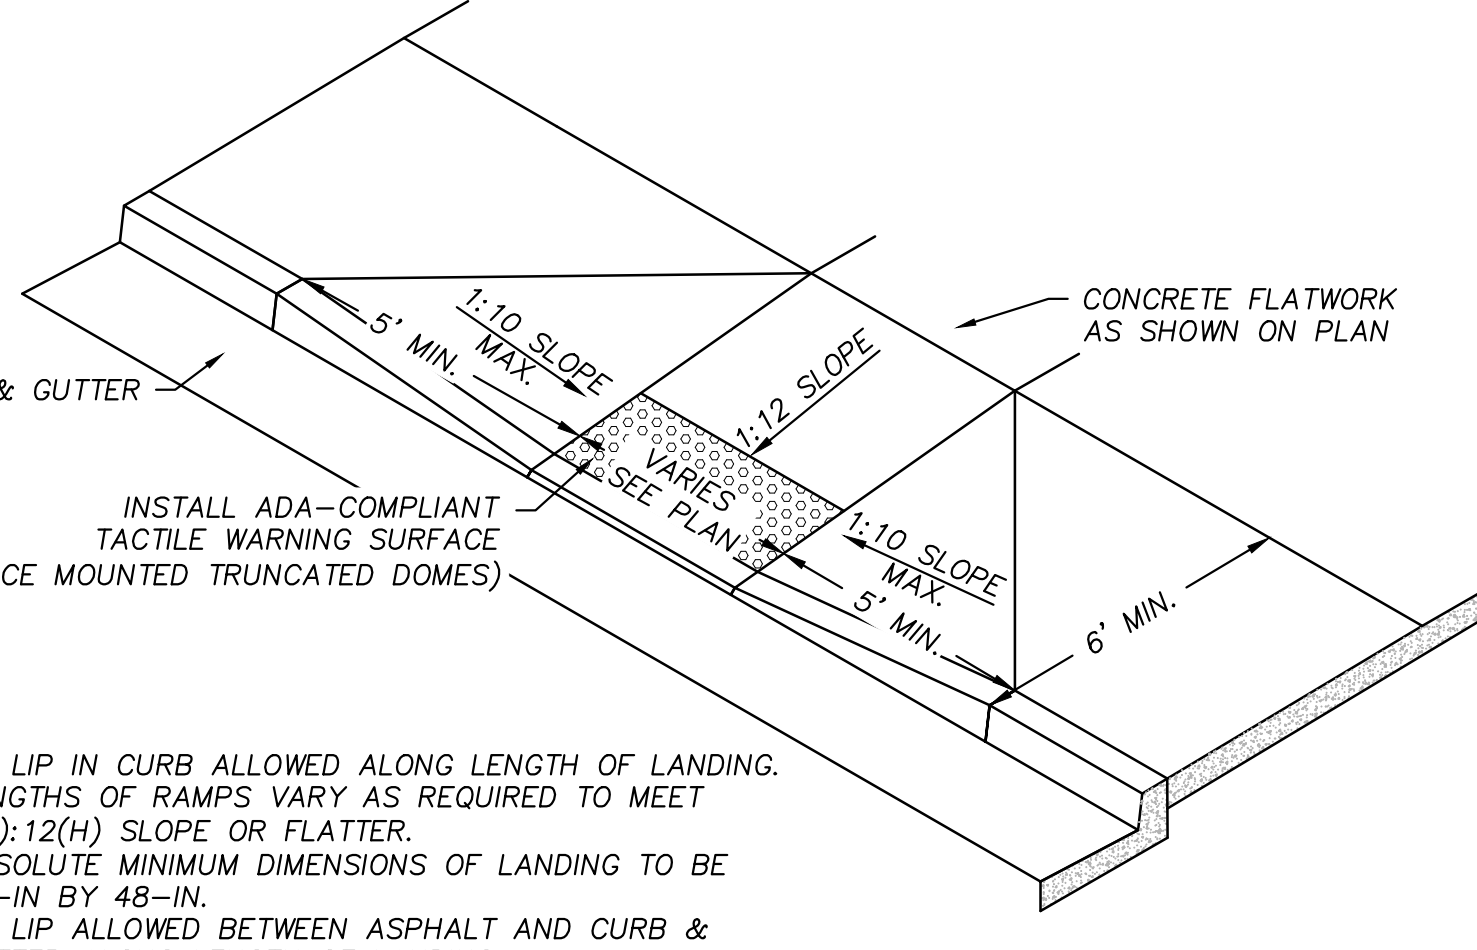 CONCRETE FLATWORK
AS SHOWN ON PLAN
1:10 SLOPE
MAX.
5' MIN.
1:12 SLOPE
& GUTTER
VARIES
SEE PLAN
INSTALL ADA-COMPLIANT
TACTILE WARNING SURFACE
CE MOUNTED TRUNCATED DOMES)
1:10 SLOPE
MAX.
5' MIN.
6' MIN.
LIP IN CURB ALLOWED ALONG LENGTH OF LANDING.
NGTHS OF RAMPS VARY AS REQUIRED TO MEET
):12(H) SLOPE OR FLATTER.
SOLUTE MINIMUM DIMENSIONS OF LANDING TO BE
-IN BY 48-IN.
LIP ALLOWED BETWEEN ASPHALT AND CURB &